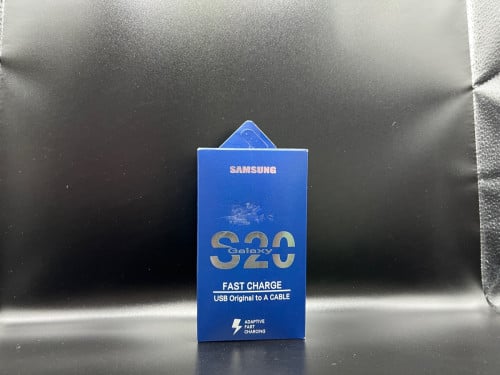 SAMSUNG
S20
Galaxy
FAST CHARGE
USB Original to A CABLE
ADAPTIVE
FAST
CHARGING